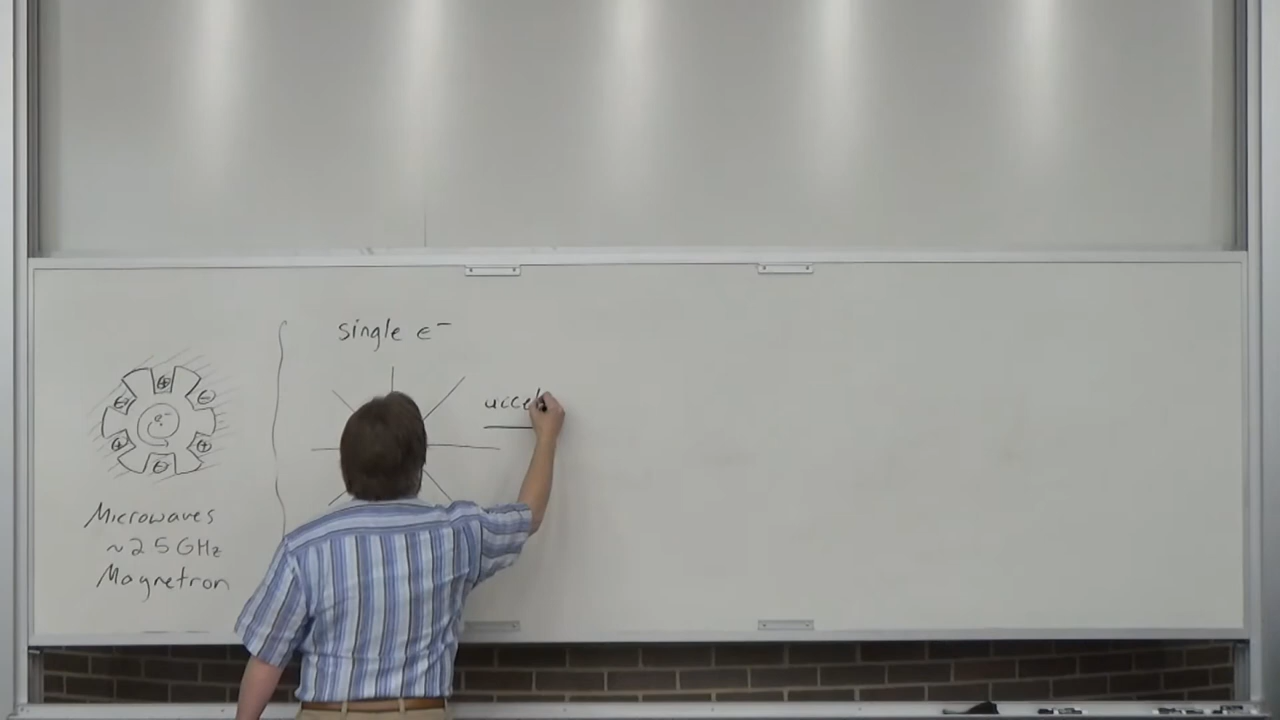 Microwaves
~2.5 GHz
Magnetron
single e⁻
e⁻